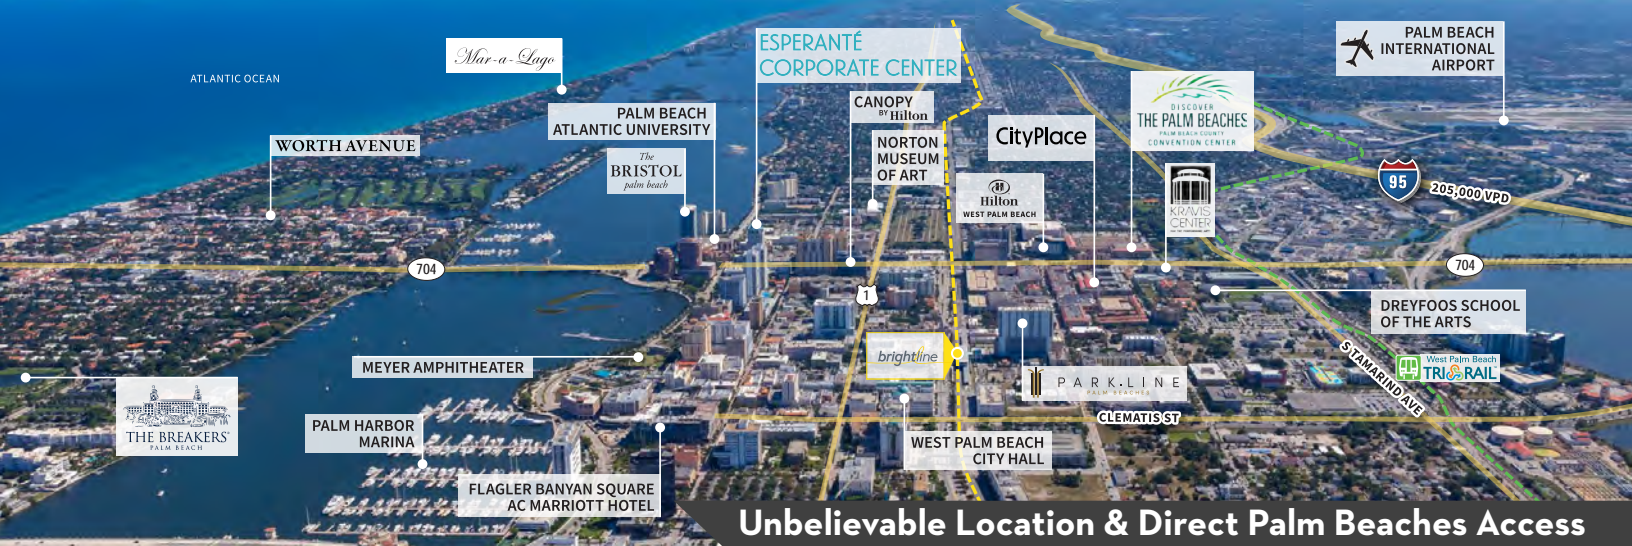 ATLANTIC OCEAN
Mar-a-Lago
ESPERANTÉ
CORPORATE CENTER
PALM BEACH
INTERNATIONAL
AIRPORT
WORTH AVENUE
PALM BEACH
ATLANTIC UNIVERSITY
CANOPY
BY Hilton
The
BRISTOL
palm beach
NORTON
MUSEUM
OF ART
CityPlace
DISCOVER
THE PALM BEACHES
PALM BEACH COUNTY
CONVENTION CENTER
Hilton
WEST PALM BEACH
KRAVIS
CENTER
95
205,000 VPD
704
704
1
DREYFOOS SCHOOL
OF THE ARTS
MEYER AMPHITHEATER
brightline
PARK.LINE
PALM BEACHES
S TAMARIND AVE
West Palm Beach
TRI RAIL
THE BREAKERS®
PALM BEACH
PALM HARBOR
MARINA
CLEMATIS ST
WEST PALM BEACH
CITY HALL
FLAGLER BANYAN SQUARE
AC MARRIOTT HOTEL
Unbelievable Location & Direct Palm Beaches Access